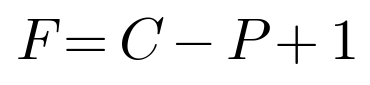 F = C − P + 1